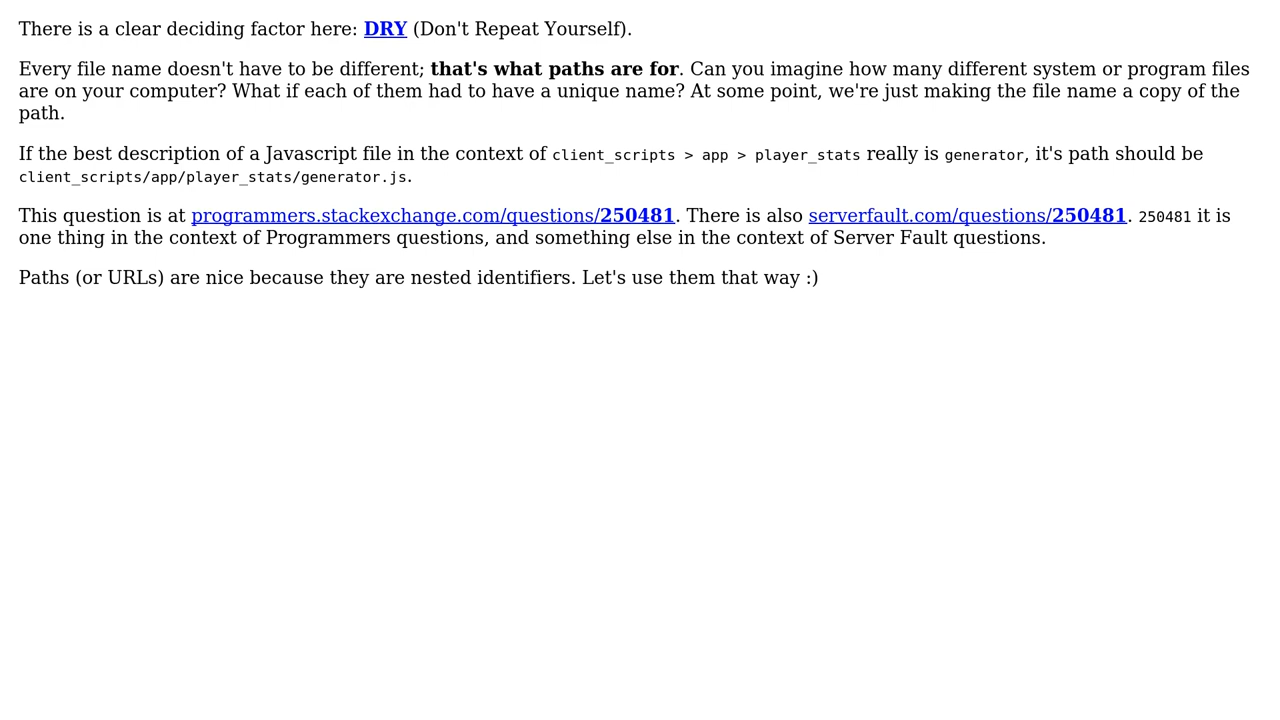 There is a clear deciding factor here: DRY (Don't Repeat Yourself).
Every file name doesn't have to be different; that's what paths are for. Can you imagine how many different system or program files
are on your computer? What if each of them had to have a unique name? At some point, we're just making the file name a copy of the
path.
If the best description of a Javascript file in the context of client_scripts > app > player_stats really is generator, it's path should be
client_scripts/app/player_stats/generator.js.
This question is at programmers.stackexchange.com/questions/250481. There is also serverfault.com/questions/250481. 250481 it is
one thing in the context of Programmers questions, and something else in the context of Server Fault questions.
Paths (or URLs) are nice because they are nested identifiers. Let's use them that way :)